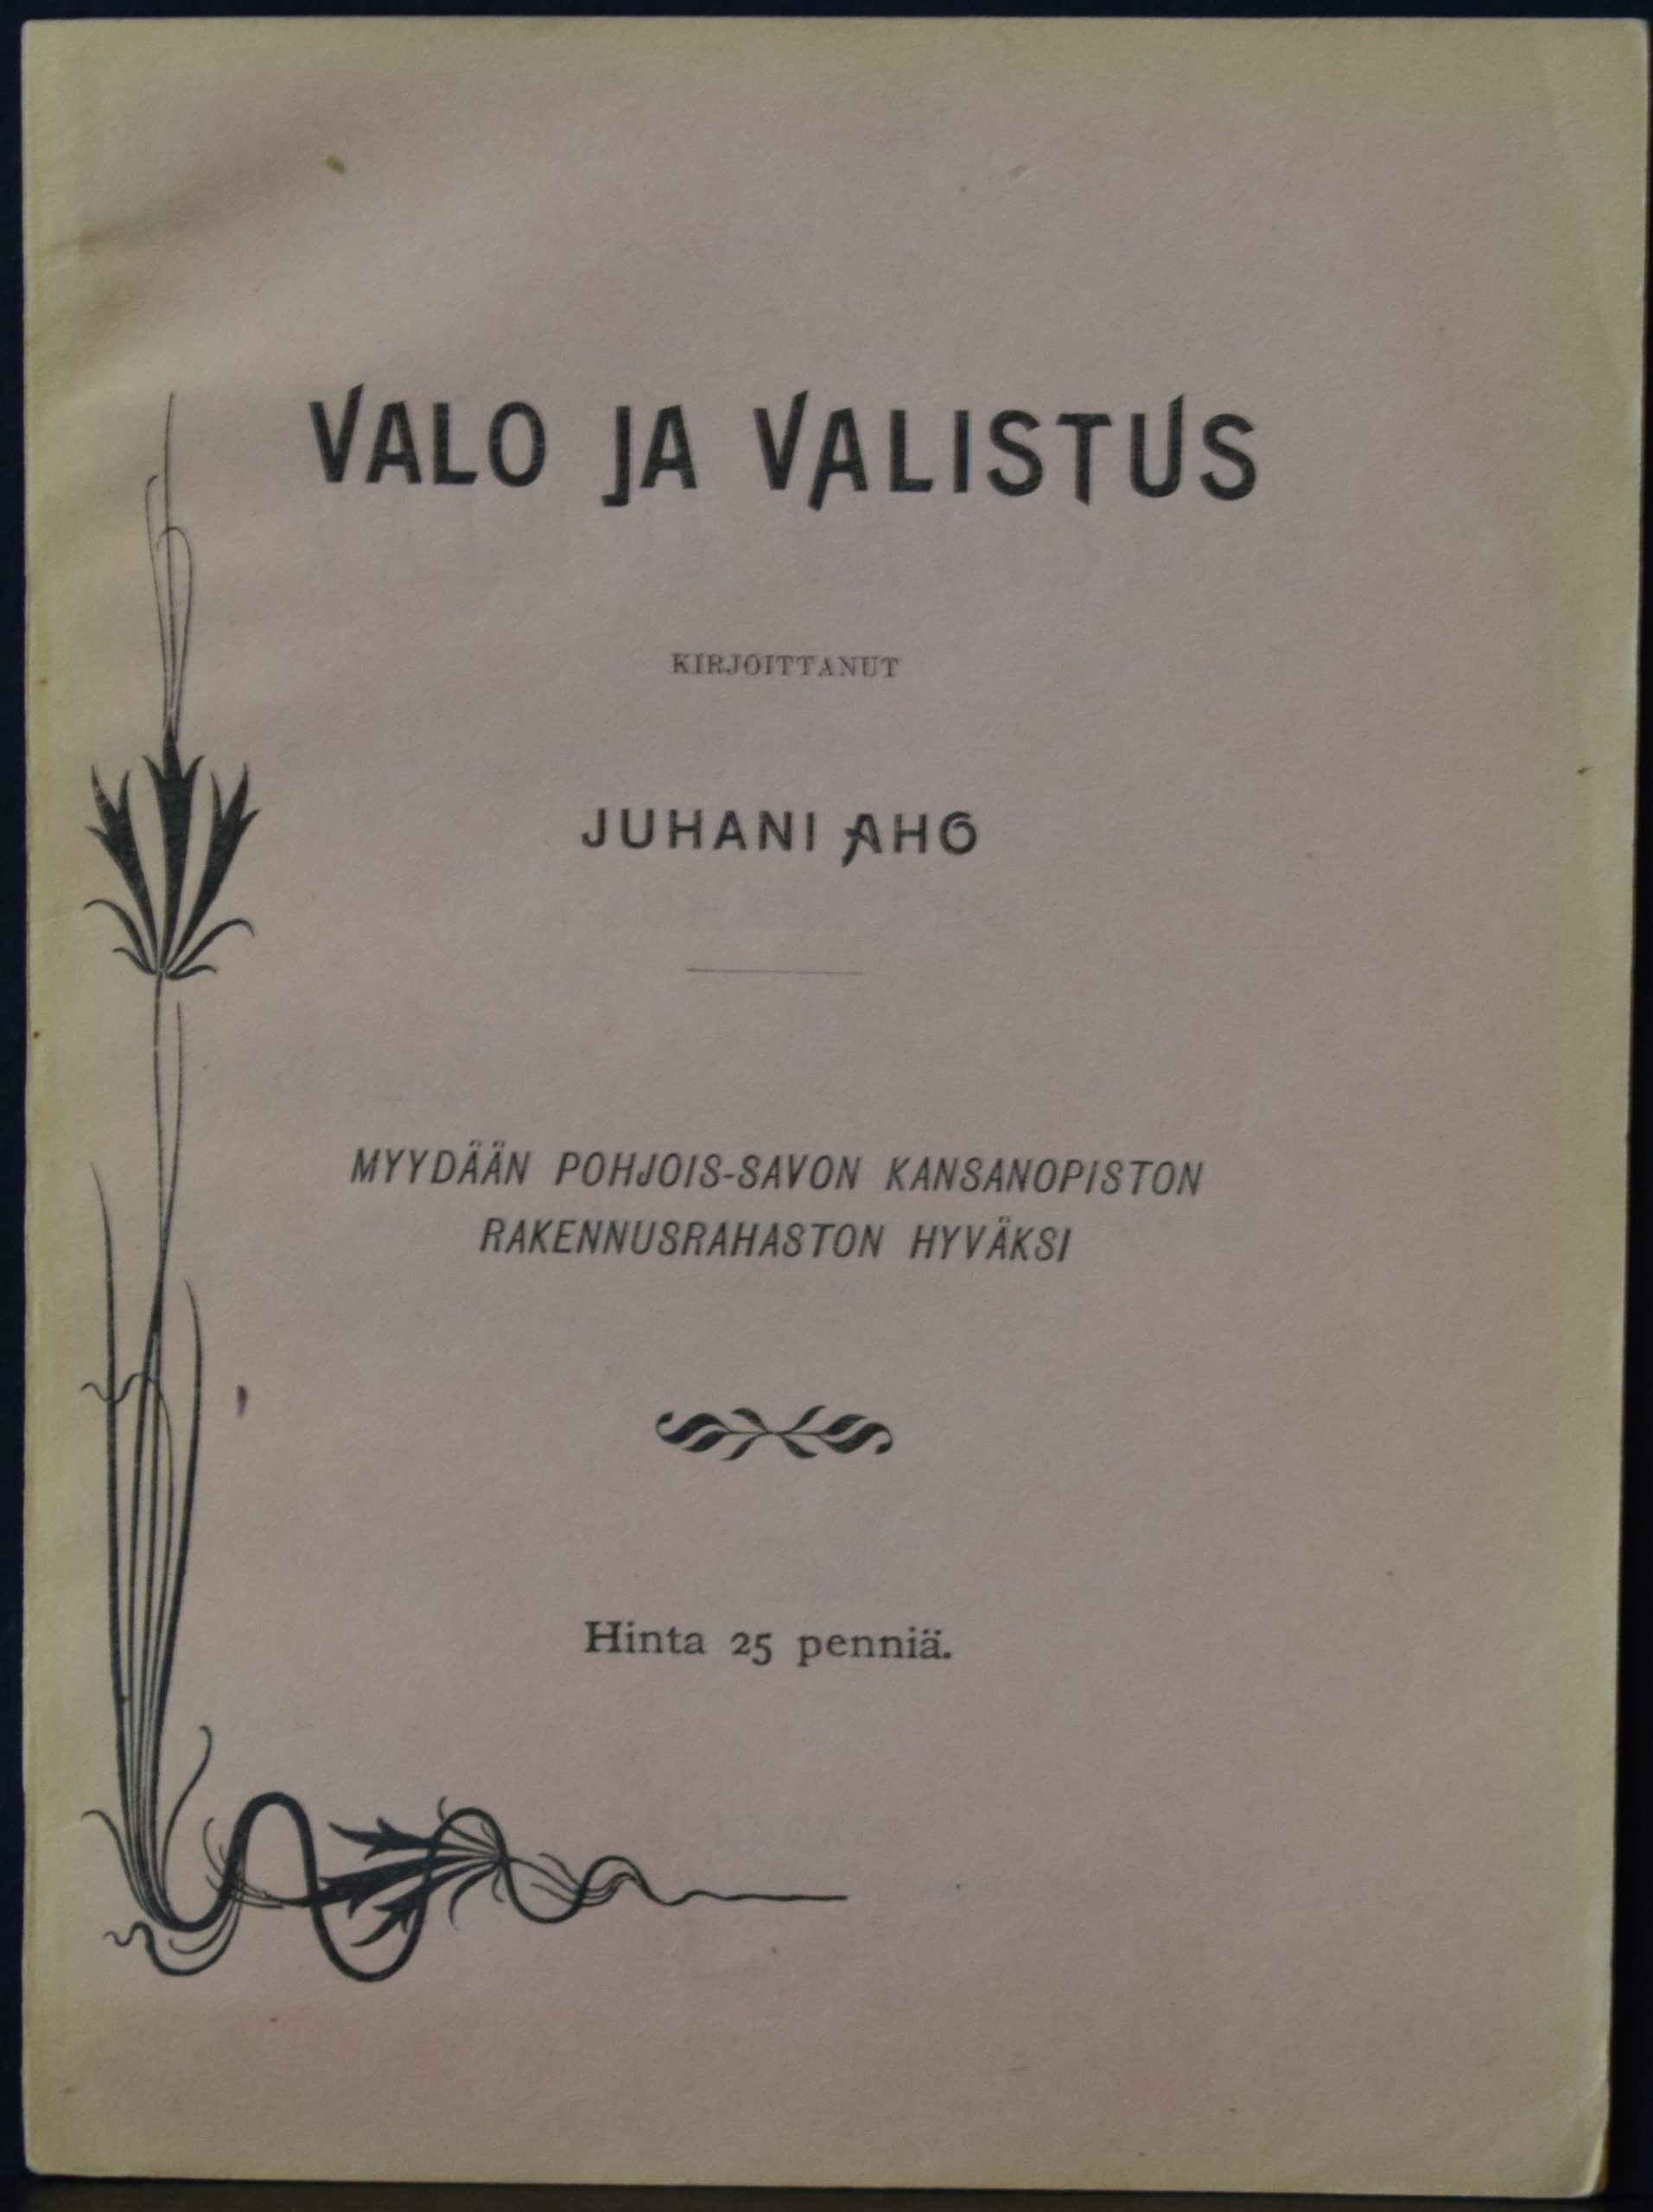 VALO JA VALISTUS
KIRJOITTANUT
JUHANI AHO
MYYDÄÄN POHJOIS-SAVON KANSANOPISTON
RAKENNUSRAHASTON HYVÄKSI
Hinta 25 penniä.